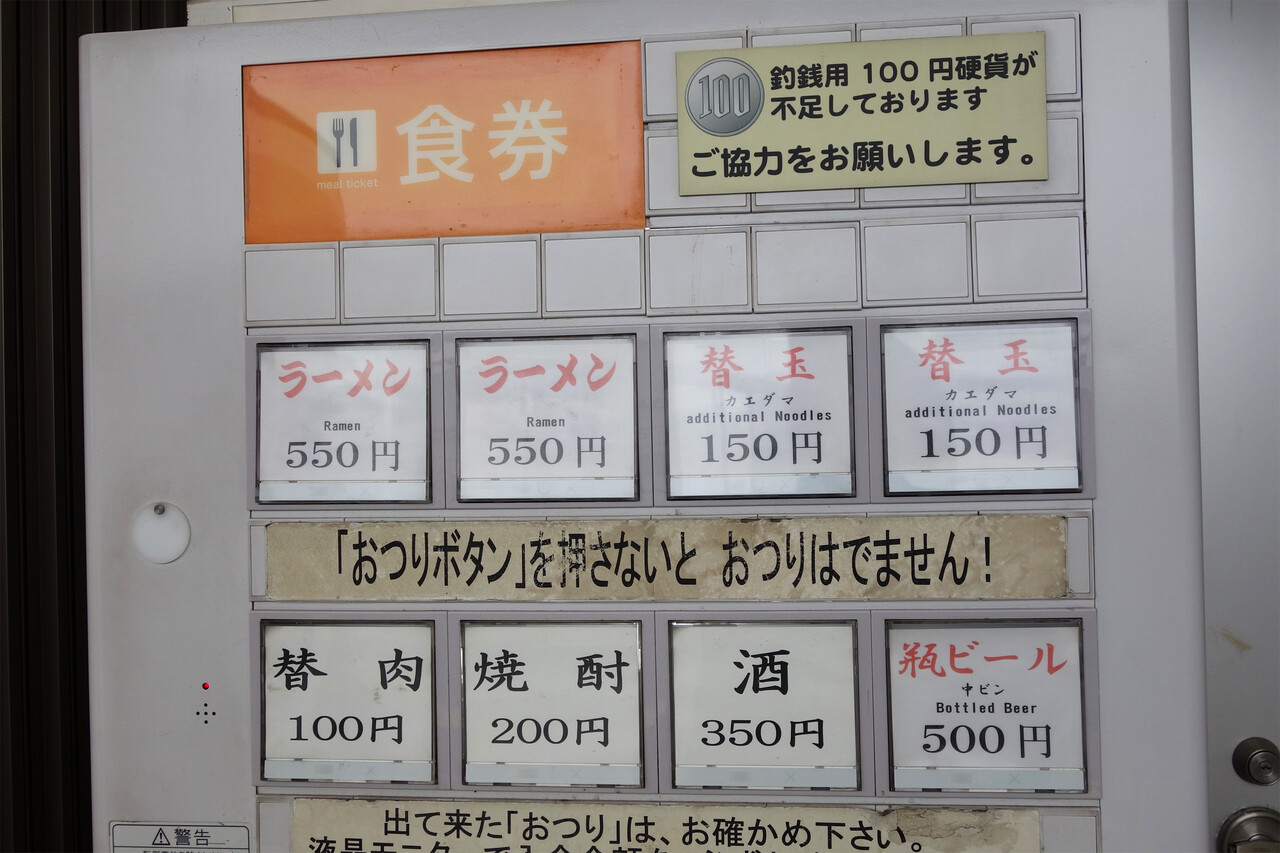 食券
meal ticket
100
釣銭用 100 円硬貨が
不足しております
ご協力をお願いします。
ラーメン
Ramen
550円
ラーメン
Ramen
550円
替玉
カエダマ
additional Noodles
150円
替玉
カエダマ
additional Noodles
150円
「おつりボタン」を押さないと おつりはでません！
替肉
100円
焼酎
200円
酒
350円
瓶ビール
中ビン
Bottled Beer
500円
出て来た「おつり」は、お確かめ下さい。
警告